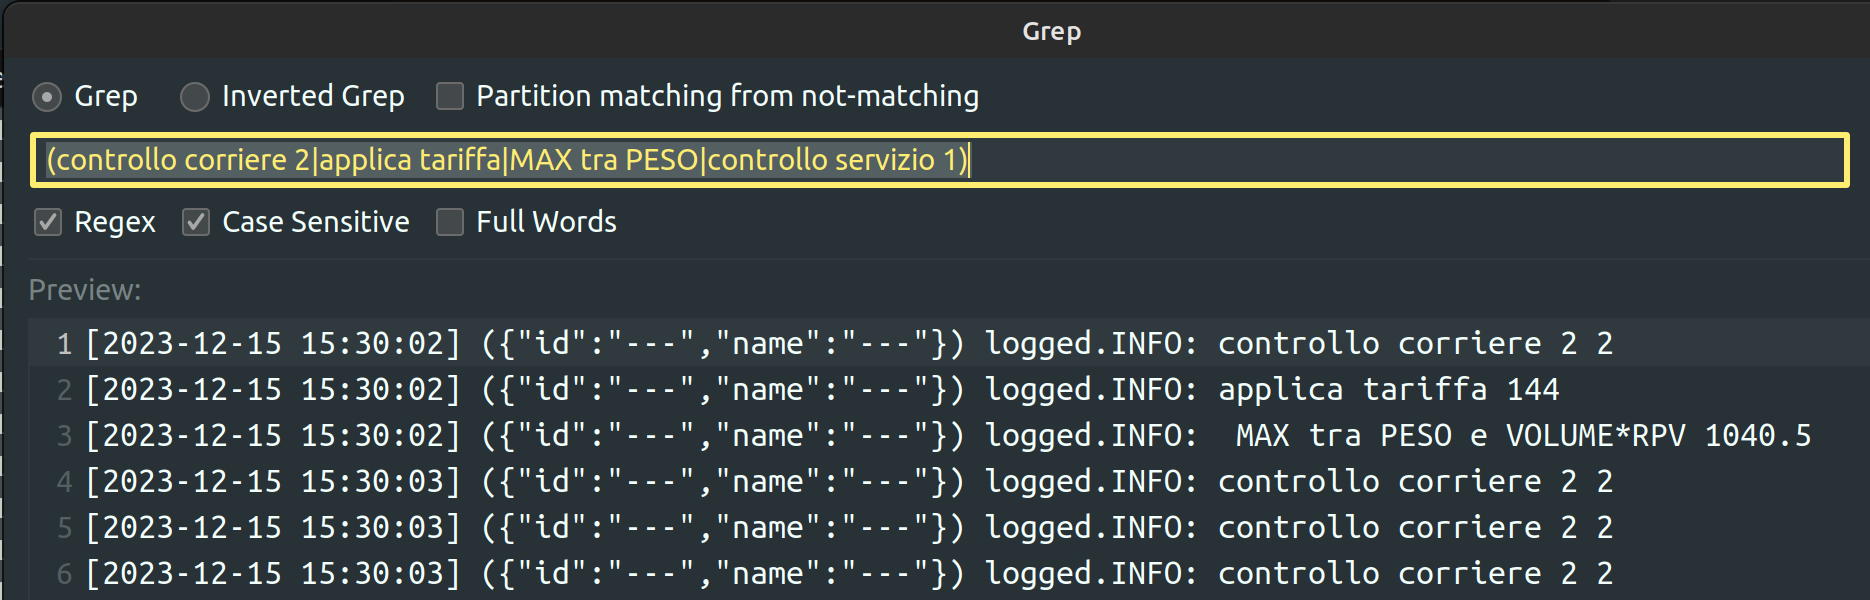 Grep
Grep Inverted Grep Partition matching from not-matching
(controllo corriere 2|applica tariffa|MAX tra PESO|controllo servizio 1)
Regex Case Sensitive Full Words
Preview:
1 [2023-12-15 15:30:02] ({"id":"---","name":"---"}) logged.INFO: controllo corriere 2 2
2 [2023-12-15 15:30:02] ({"id":"---","name":"---"}) logged.INFO: applica tariffa 144
3 [2023-12-15 15:30:02] ({"id":"---","name":"---"}) logged.INFO:  MAX tra PESO e VOLUME*RPV 1040.5
4 [2023-12-15 15:30:03] ({"id":"---","name":"---"}) logged.INFO: controllo corriere 2 2
5 [2023-12-15 15:30:03] ({"id":"---","name":"---"}) logged.INFO: controllo corriere 2 2
6 [2023-12-15 15:30:03] ({"id":"---","name":"---"}) logged.INFO: controllo corriere 2 2